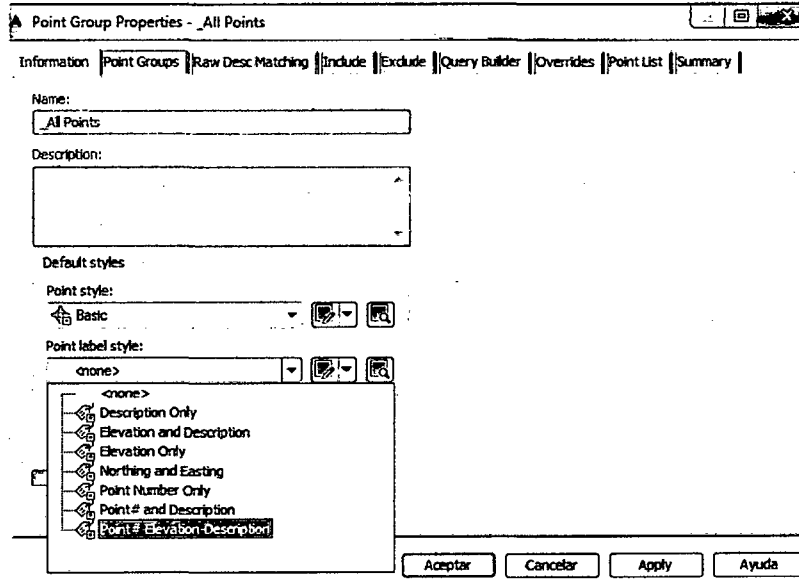 Point Group Properties - _All Points
Information Point Groups Raw Desc Matching Include Exclude Query Builder Overrides Point List Summary
Name:
_All Points
Description:
Default styles
Point style:
Basic
Point label style:
<none>
<none>
Description Only
Elevation and Description
Elevation Only
Northing and Easting
Point Number Only
Point# and Description
Point#-Elevation-Description
Aceptar Cancelar Apply Ayuda